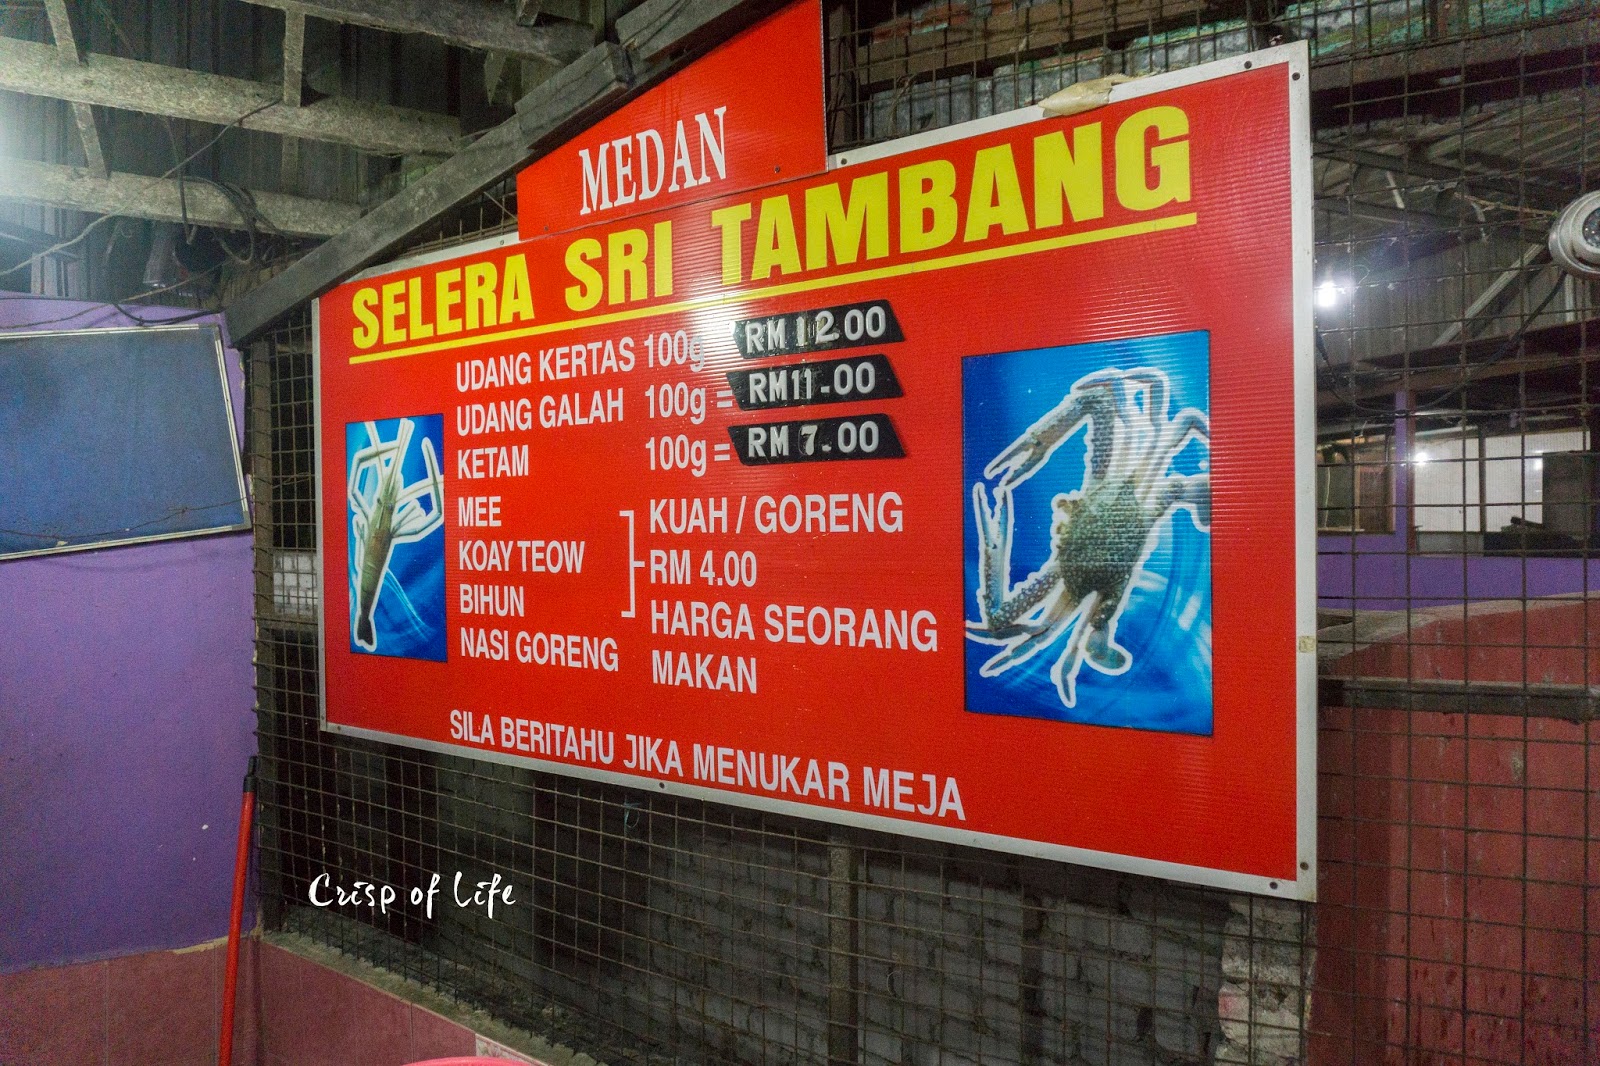 MEDAN
SELERA SRI TAMBANG
UDANG KERTAS 100g RM 12.00
UDANG GALAH 100g = RM 11-00
KETAM 100g = RM 7-00
MEE
KOAY TEOW
BIHUN
NASI GORENG
KUAH / GORENG
RM 4.00
HARGA SEORANG
MAKAN
SILA BERITAHU JIKA MENUKAR MEJA
Crisp of Life